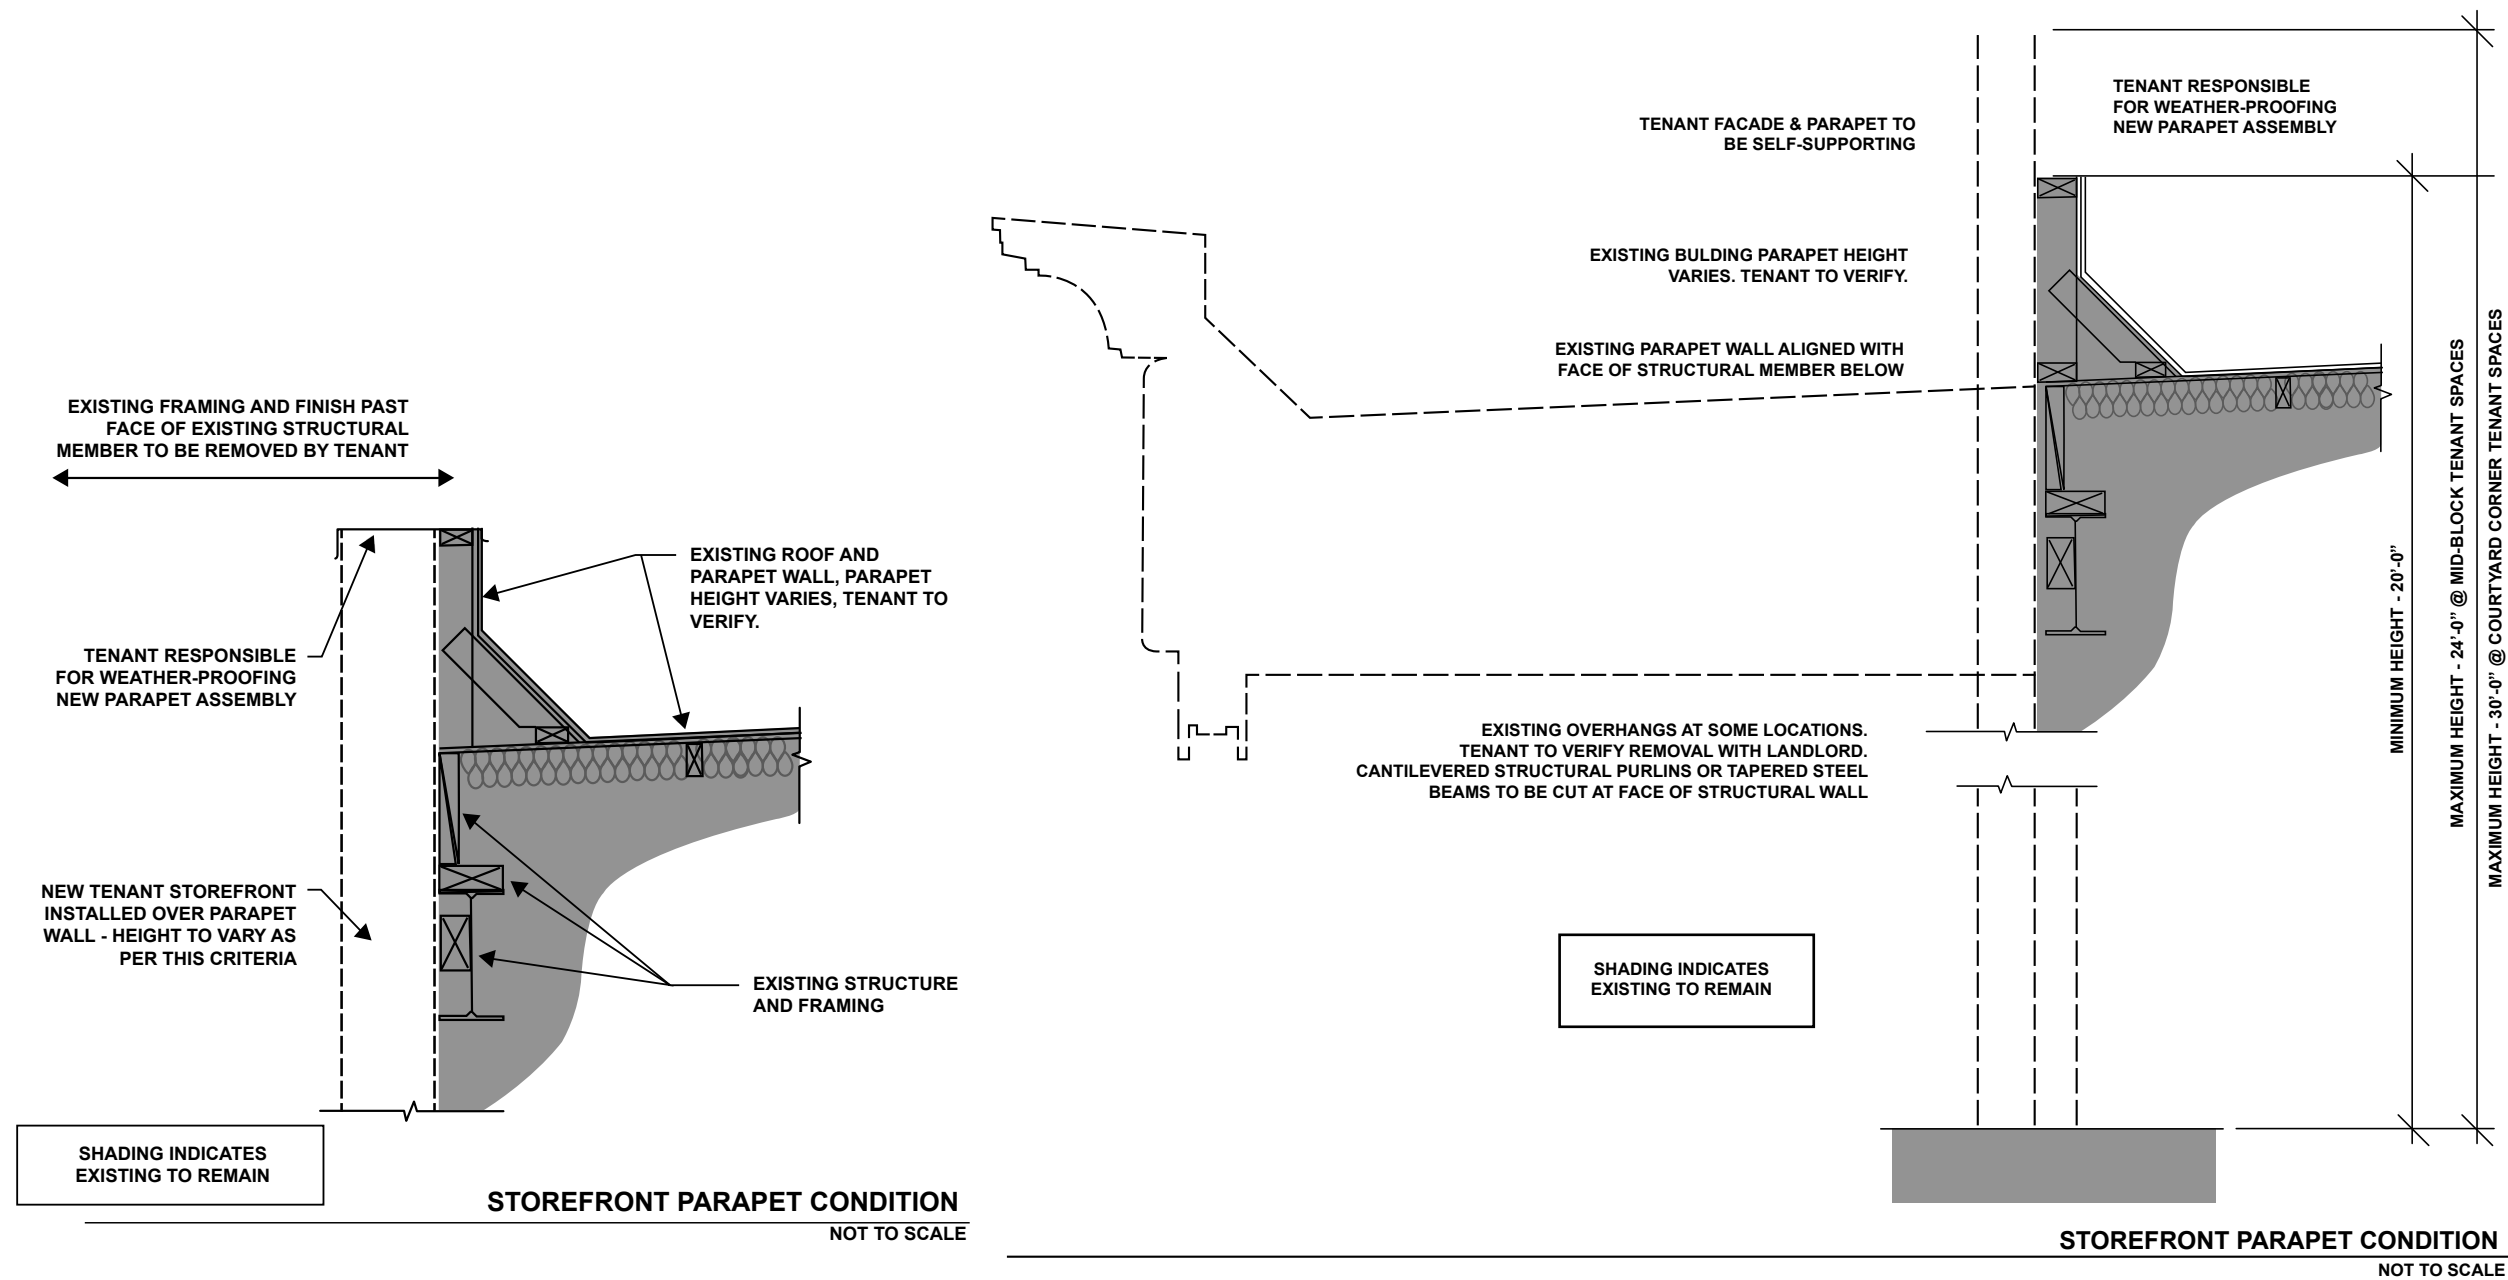 EXISTING FRAMING AND FINISH PAST
FACE OF EXISTING STRUCTURAL
MEMBER TO BE REMOVED BY TENANT
EXISTING ROOF AND
PARAPET WALL, PARAPET
HEIGHT VARIES, TENANT TO
VERIFY.
TENANT RESPONSIBLE
FOR WEATHER-PROOFING
NEW PARAPET ASSEMBLY
NEW TENANT STOREFRONT
INSTALLED OVER PARAPET
WALL - HEIGHT TO VARY AS
PER THIS CRITERIA
EXISTING STRUCTURE
AND FRAMING
SHADING INDICATES
EXISTING TO REMAIN
STOREFRONT PARAPET CONDITION
NOT TO SCALE
TENANT RESPONSIBLE
FOR WEATHER-PROOFING
NEW PARAPET ASSEMBLY
TENANT FACADE & PARAPET TO
BE SELF-SUPPORTING
EXISTING BULDING PARAPET HEIGHT
VARIES. TENANT TO VERIFY.
EXISTING PARAPET WALL ALIGNED WITH
FACE OF STRUCTURAL MEMBER BELOW
EXISTING OVERHANGS AT SOME LOCATIONS.
TENANT TO VERIFY REMOVAL WITH LANDLORD.
CANTILEVERED STRUCTURAL PURLINS OR TAPERED STEEL
BEAMS TO BE CUT AT FACE OF STRUCTURAL WALL
SHADING INDICATES
EXISTING TO REMAIN
MINIMUM HEIGHT - 20’-0”
MAXIMUM HEIGHT - 24’-0” @ MID-BLOCK TENANT SPACES
MAXIMUM HEIGHT - 30’-0” @ COURTYARD CORNER TENANT SPACES
STOREFRONT PARAPET CONDITION
NOT TO SCALE